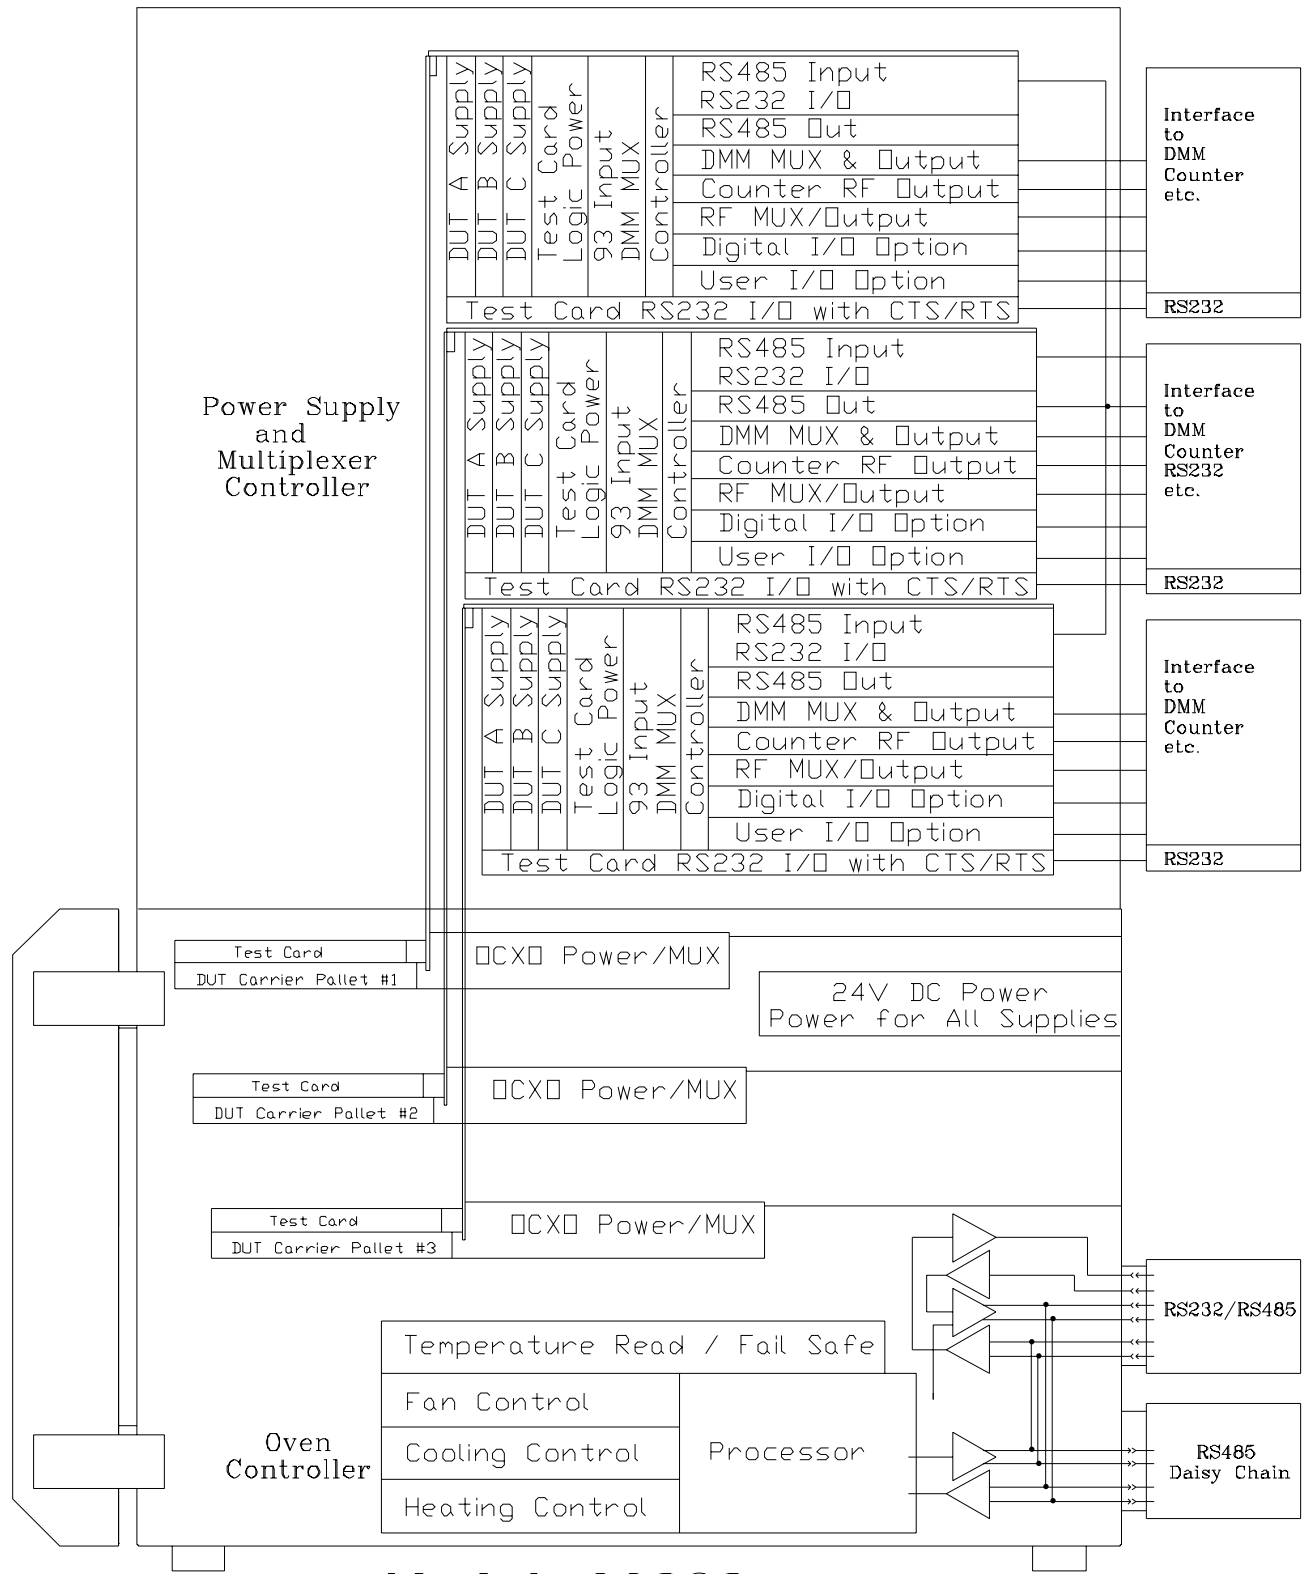 DUT A Supply
DUT B Supply
DUT C Supply
Test Card
Logic Power
93 Input
DMM MUX
Controller
RS485 Input
RS232 I/O
RS485 Out
DMM MUX & Output
Counter RF Output
RF MUX/Output
Digital I/O Option
User I/O Option
Test Card RS232 I/O with CTS/RTS
Interface
to
DMM
Counter
etc.
RS232
Power Supply
and
Multiplexer
Controller
DUT A Supply
DUT B Supply
DUT C Supply
Test Card
Logic Power
93 Input
DMM MUX
Controller
RS485 Input
RS232 I/O
RS485 Out
DMM MUX & Output
Counter RF Output
RF MUX/Output
Digital I/O Option
User I/O Option
Test Card RS232 I/O with CTS/RTS
Interface
to
DMM
Counter
RS232
etc.
RS232
DUT A Supply
DUT B Supply
DUT C Supply
Test Card
Logic Power
93 Input
DMM MUX
Controller
RS485 Input
RS232 I/O
RS485 Out
DMM MUX & Output
Counter RF Output
RF MUX/Output
Digital I/O Option
User I/O Option
Test Card RS232 I/O with CTS/RTS
Interface
to
DMM
Counter
etc.
RS232
Test Card
DUT Carrier Pallet #1
OCXO Power/MUX
24V DC Power
Power for All Supplies
Test Card
DUT Carrier Pallet #2
OCXO Power/MUX
Test Card
DUT Carrier Pallet #3
OCXO Power/MUX
RS232/RS485
Temperature Read / Fail Safe
Fan Control
Cooling Control
Heating Control
Processor
Oven
Controller
RS485
Daisy Chain